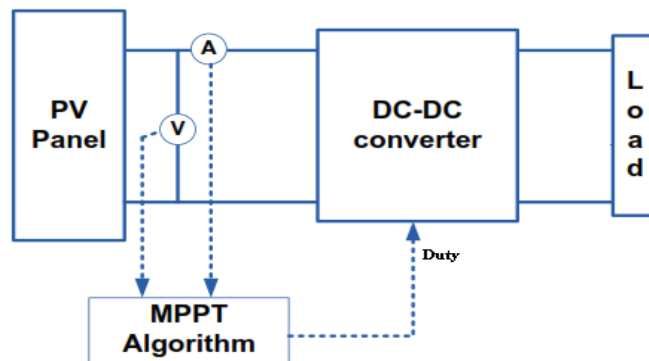 PV
Panel
A
V
DC-DC
converter
L
o
a
d
Duty
MPPT
Algorithm